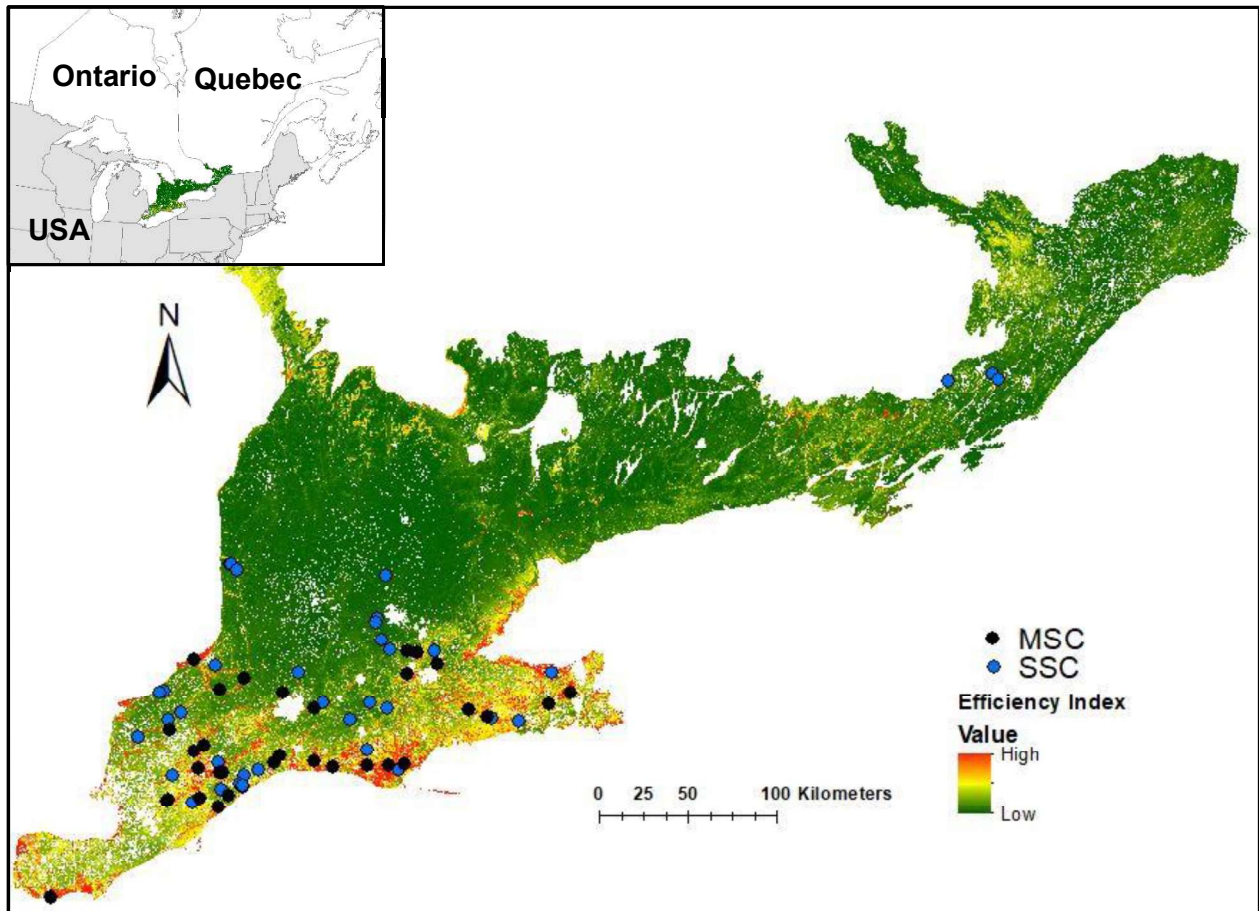 Ontario Quebec
USA
N
MSC
SSC
Efficiency Index
Value
High
Low
0 25 50 100 Kilometers